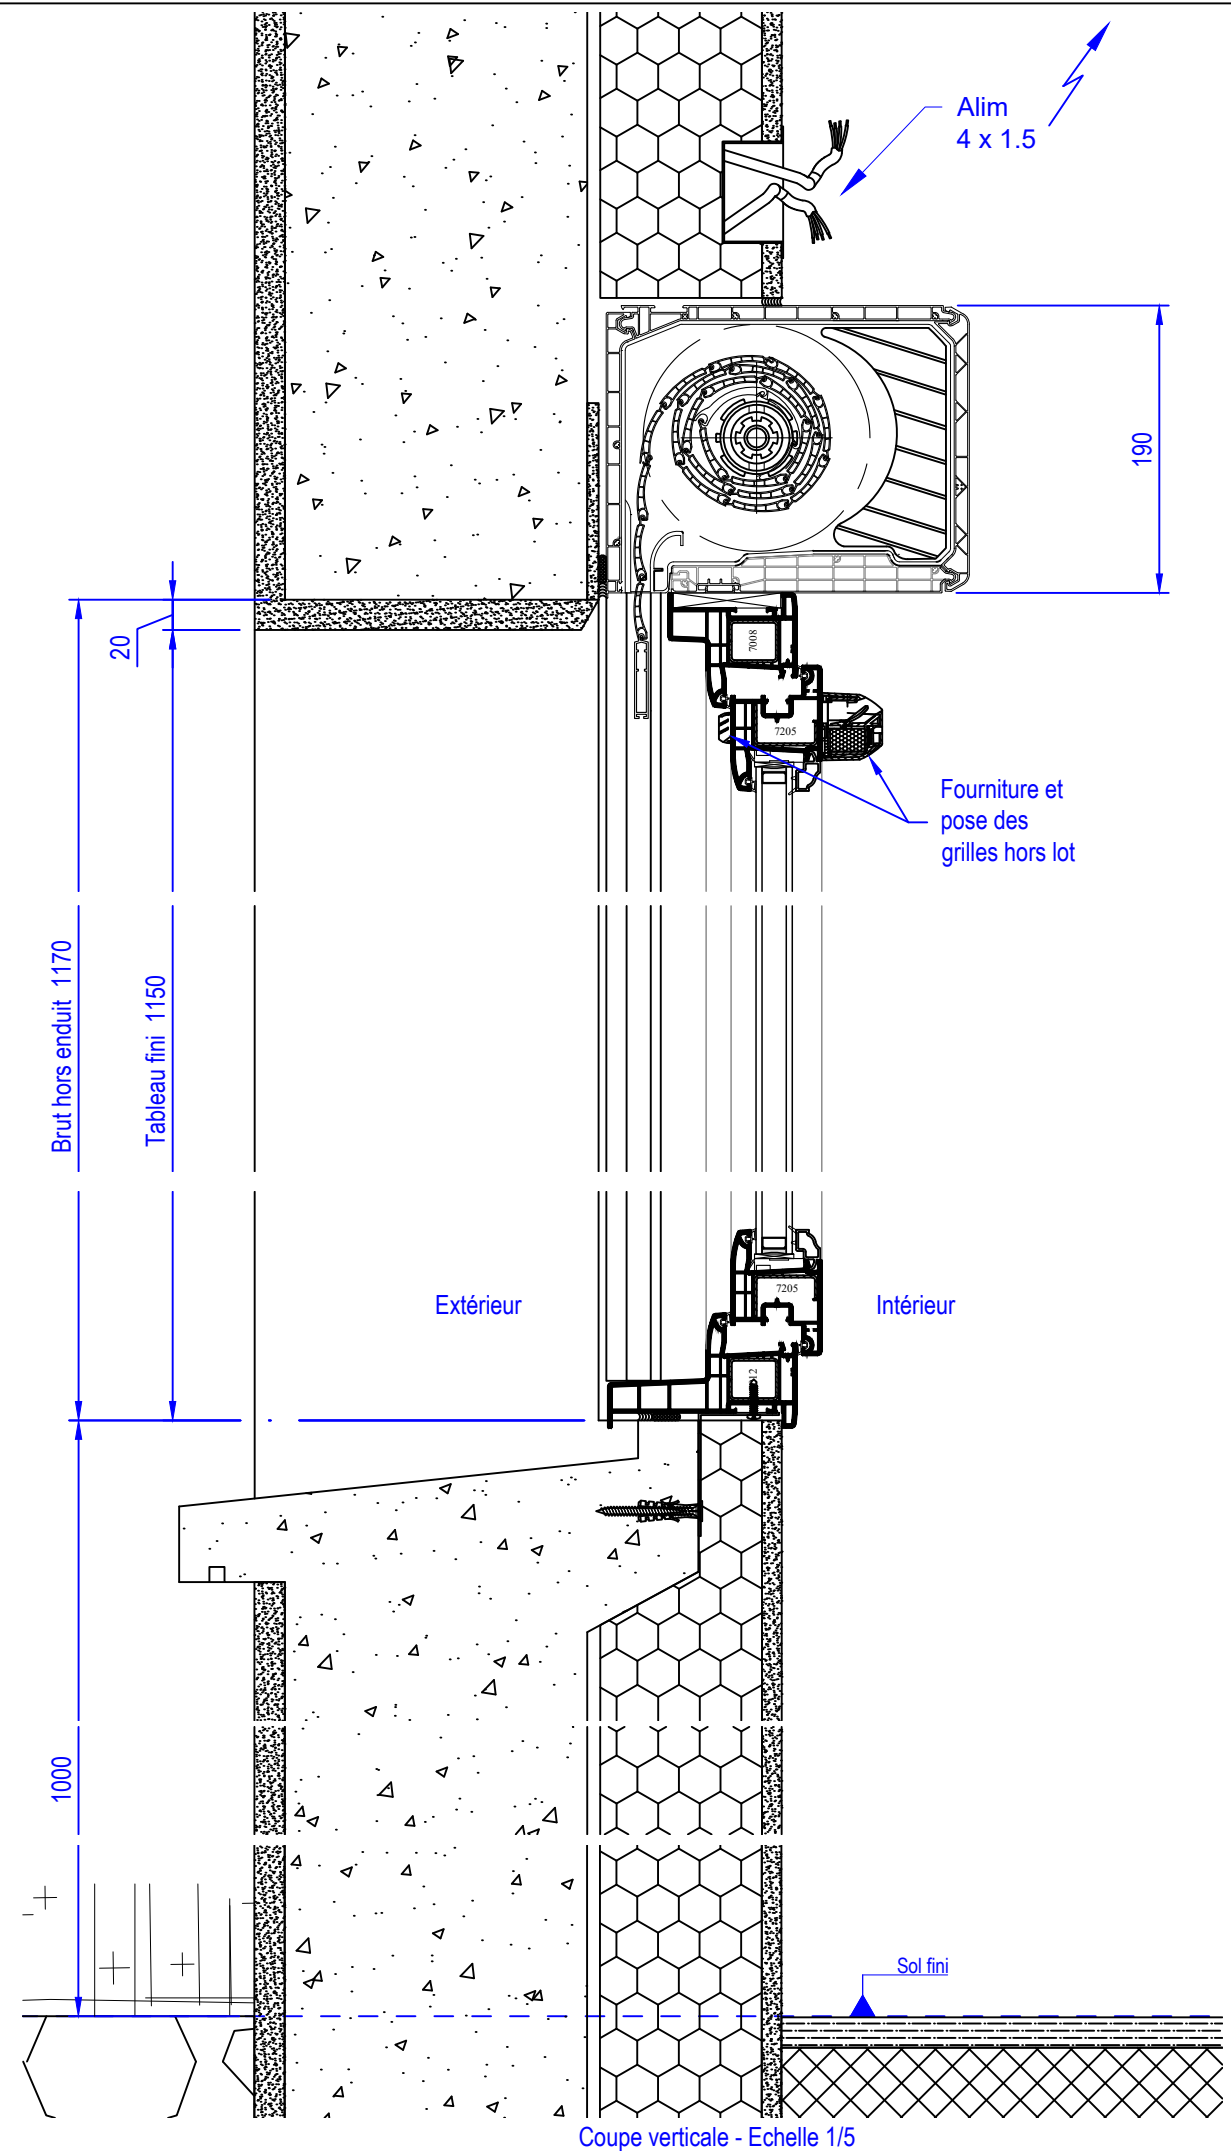 Alim
4 x 1.5
190
20
7008
7205
Fourniture et
pose des
grilles hors lot
Brut hors enduit 1170
Tableau fini 1150
7205
Extérieur
Intérieur
12
1000
Sol fini
Coupe verticale - Echelle 1/5